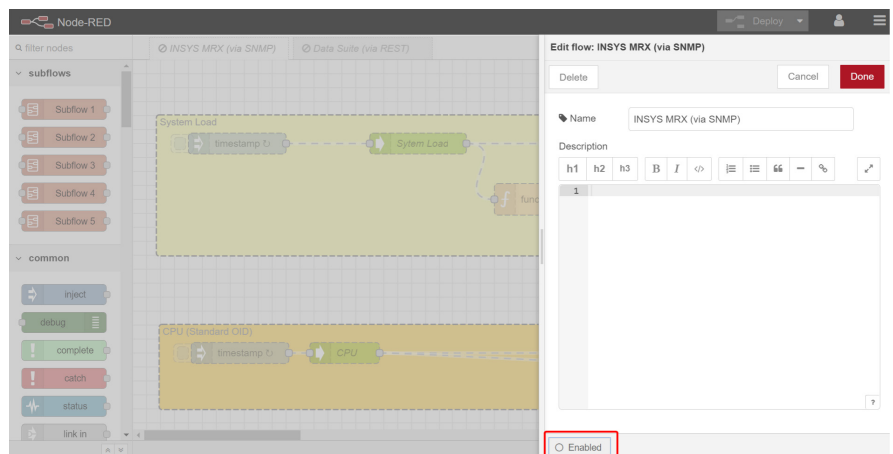 Node-RED
Deploy
filter nodes
INSYS MRX (via SNMP)
Data Suite (via REST)
Edit flow: INSYS MRX (via SNMP)
subflows
Delete
Cancel
Done
Subflow 1
Subflow 2
Subflow 3
Subflow 4
Subflow 5
System Load
timestamp
Sytem Load
func
Name
INSYS MRX (via SNMP)
Description
h1 h2 h3 B I </>
1
common
inject
debug
complete
catch
status
link in
CPU (Standard OID)
timestamp
CPU
?
Enabled